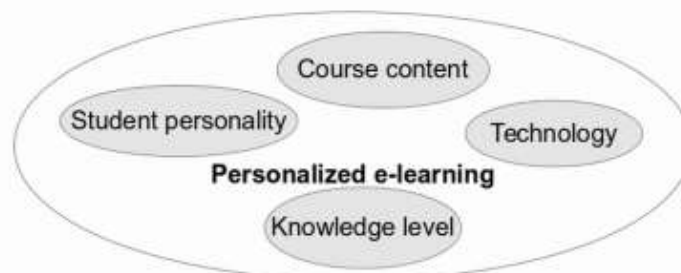 Course content
Student personality
Technology
Personalized e-learning
Knowledge level